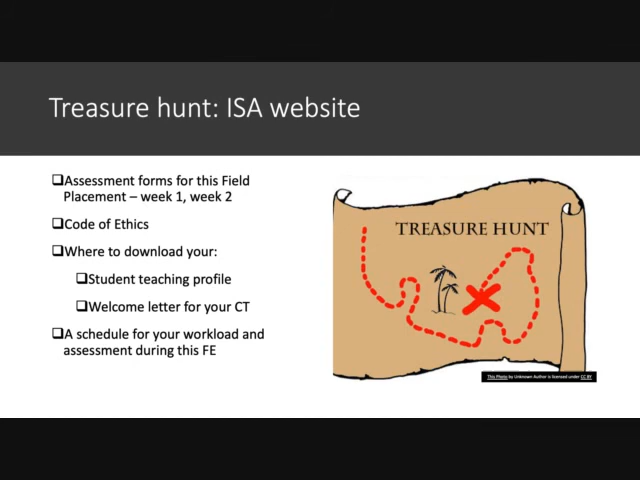 Treasure hunt: ISA website
❑Assessment forms for this Field
Placement – week 1, week 2
❑Code of Ethics
❑Where to download your:
❑Student teaching profile
❑Welcome letter for your CT
❑A schedule for your workload and
assessment during this FE
TREASURE HUNT
This Photo by Unknown Author is licensed under CC BY